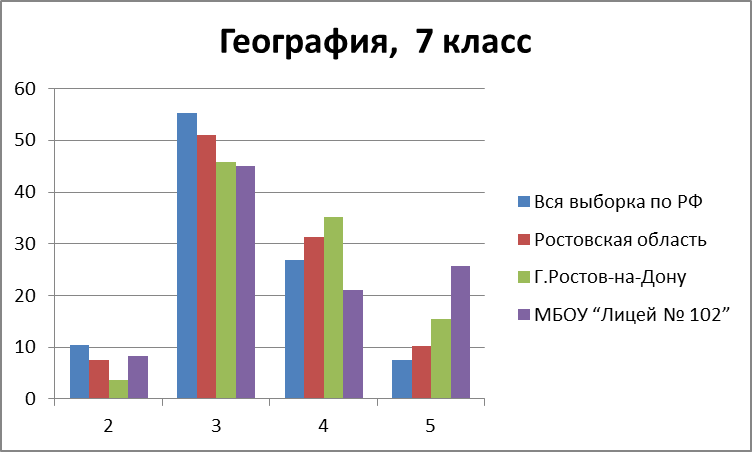 География,  7 класс
60
50
40
30
20
10
0
2 3 4 5
Вся выборка по РФ
Ростовская область
Г.Ростов-на-Дону
МБОУ “Лицей № 102”